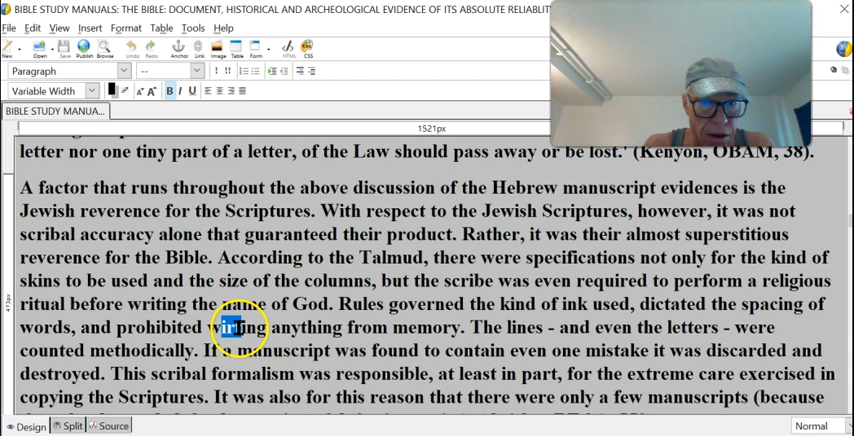 BIBLE STUDY MANUALS: THE BIBLE: DOCUMENT, HISTORICAL AND ARCHEOLOGICAL EVIDENCE OF ITS ABSOLUTE
File Edit View Insert Format Table Tools Help
New Open Save Publish Browse Undo Redo Anchor Link Image Table Form HTML CSS
Paragraph --
Variable Width A A B I U
BIBLE STUDY MANUA...
1521px
letter nor one tiny part of a letter, of the Law should pass away or be lost.' (Kenyon, OBAM, 38).
A factor that runs throughout the above discussion of the Hebrew manuscript evidences is the
Jewish reverence for the Scriptures. With respect to the Jewish Scriptures, however, it was not
scribal accuracy alone that guaranteed their product. Rather, it was their almost superstitious
reverence for the Bible. According to the Talmud, there were specifications not only for the kind of
skins to be used and the size of the columns, but the scribe was even required to perform a religious
ritual before writing the name of God. Rules governed the kind of ink used, dictated the spacing of
words, and prohibited wirting anything from memory. The lines - and even the letters - were
counted methodically. If a manuscript was found to contain even one mistake it was discarded and
destroyed. This scribal formalism was responsible, at least in part, for the extreme care exercised in
copying the Scriptures. It was also for this reason that there were only a few manuscripts (because
473px
Design Split Source Normal